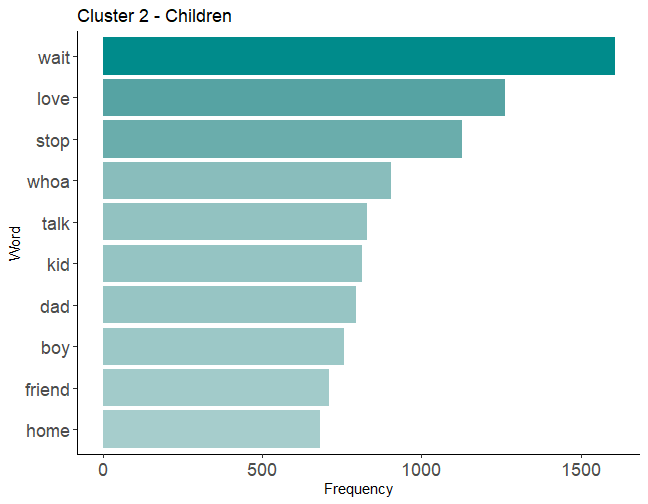 Cluster 2 - Children
wait
love
stop
whoa
talk
kid
dad
boy
friend
home
Word
0 500 1000 1500
Frequency